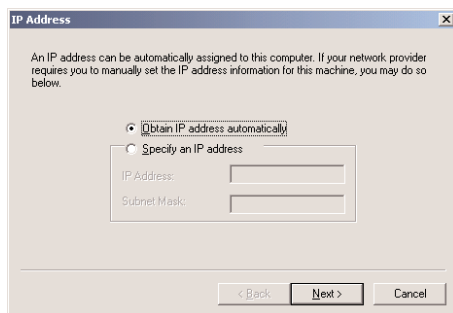 IP Address
An IP address can be automatically assigned to this computer. If your network provider
requires you to manually set the IP address information for this machine, you may do so
below.
Obtain IP address automatically
Specify an IP address
IP Address:
Subnet Mask:
< Back
Next >
Cancel